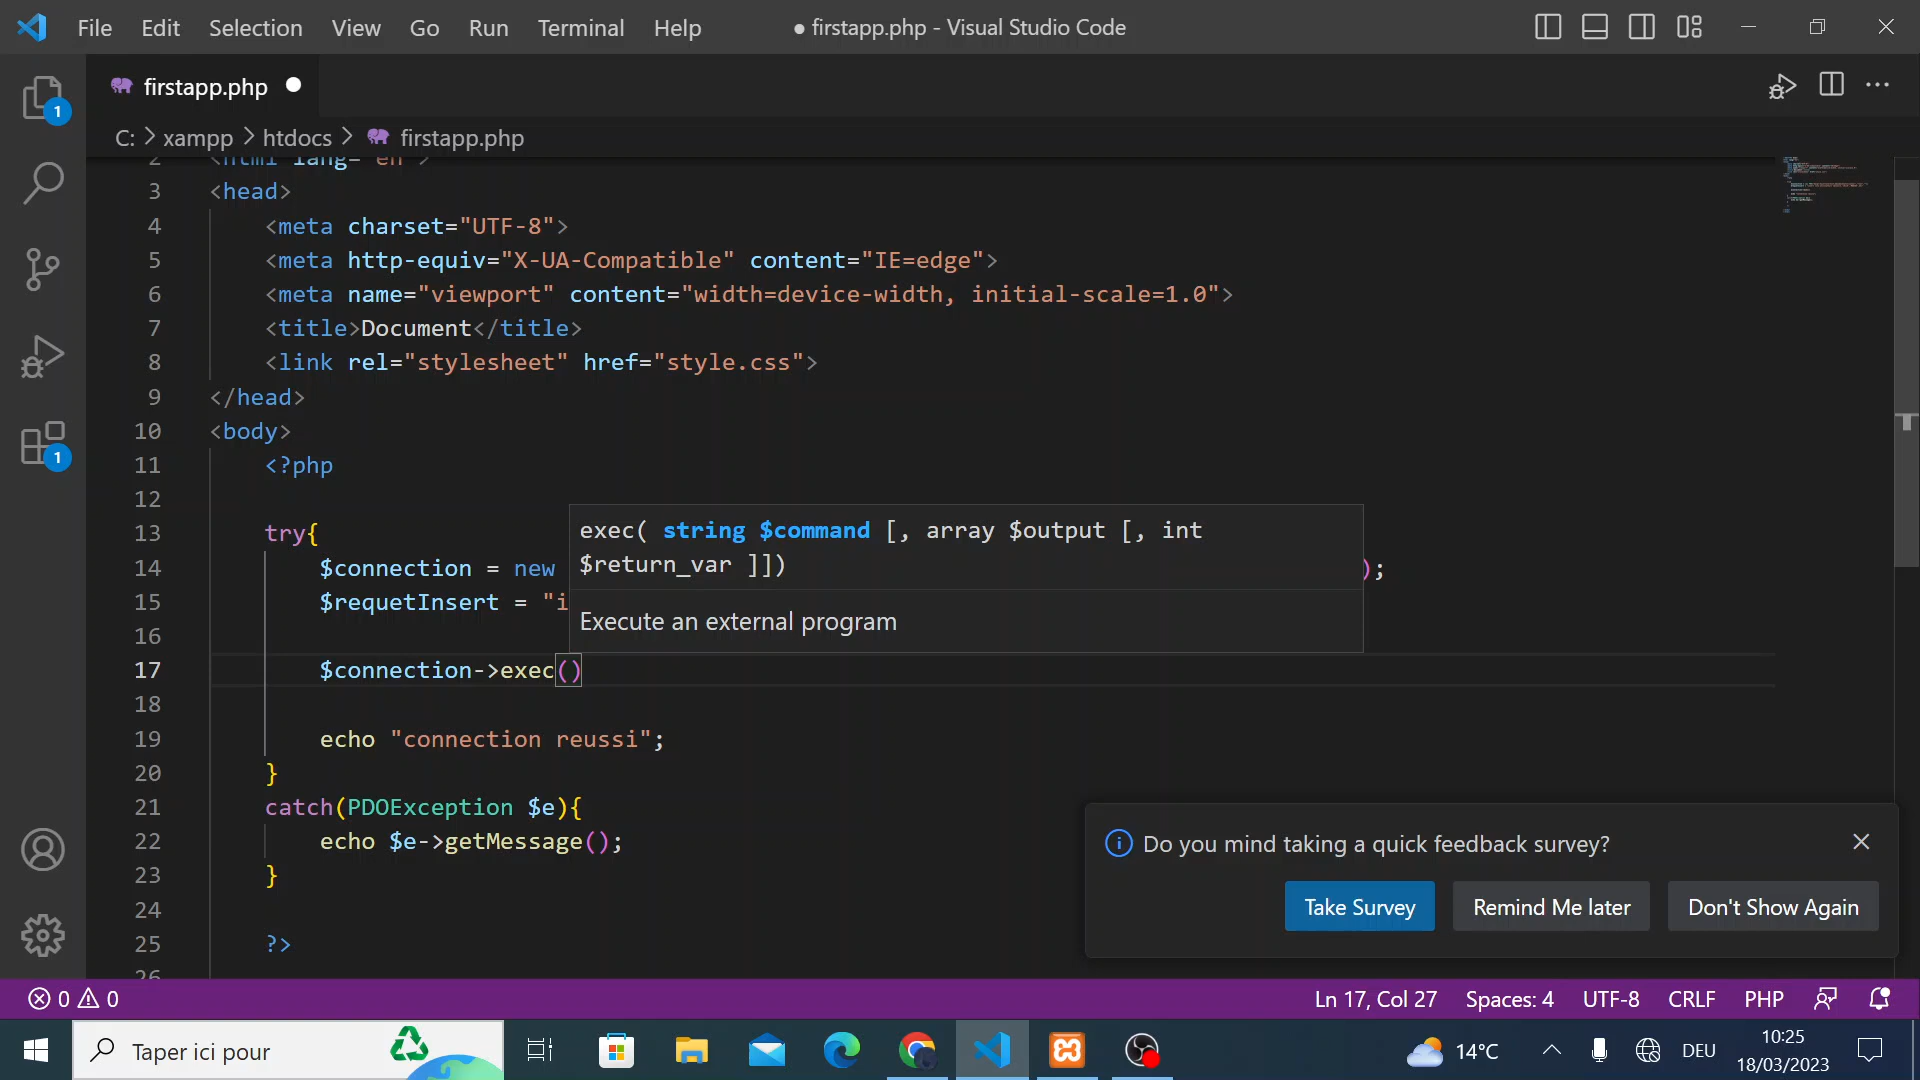 File Edit Selection View Go Run Terminal Help ● firstapp.php - Visual Studio Code
firstapp.php
C: > xampp > htdocs > firstapp.php
2 <html lang="en">
3 <head>
4 <meta charset="UTF-8">
5 <meta http-equiv="X-UA-Compatible" content="IE=edge">
6 <meta name="viewport" content="width=device-width, initial-scale=1.0">
7 <title>Document</title>
8 <link rel="stylesheet" href="style.css">
9 </head>
10 <body>
11 <?php
12
13 try{
14 $connection = new );
15 $requetInsert = "i
16
17 $connection->exec()
18
19 echo "connection reussi";
20 }
21 catch(PDOException $e){
22 echo $e->getMessage();
23 }
24
25 ?>
26
exec( string $command [, array $output [, int
$return_var ]])
Execute an external program
Do you mind taking a quick feedback survey?
Take Survey Remind Me later Don't Show Again
1
1
0 0 Ln 17, Col 27 Spaces: 4 UTF-8 CRLF PHP
Taper ici pour 14°C DEU 10:25
18/03/2023